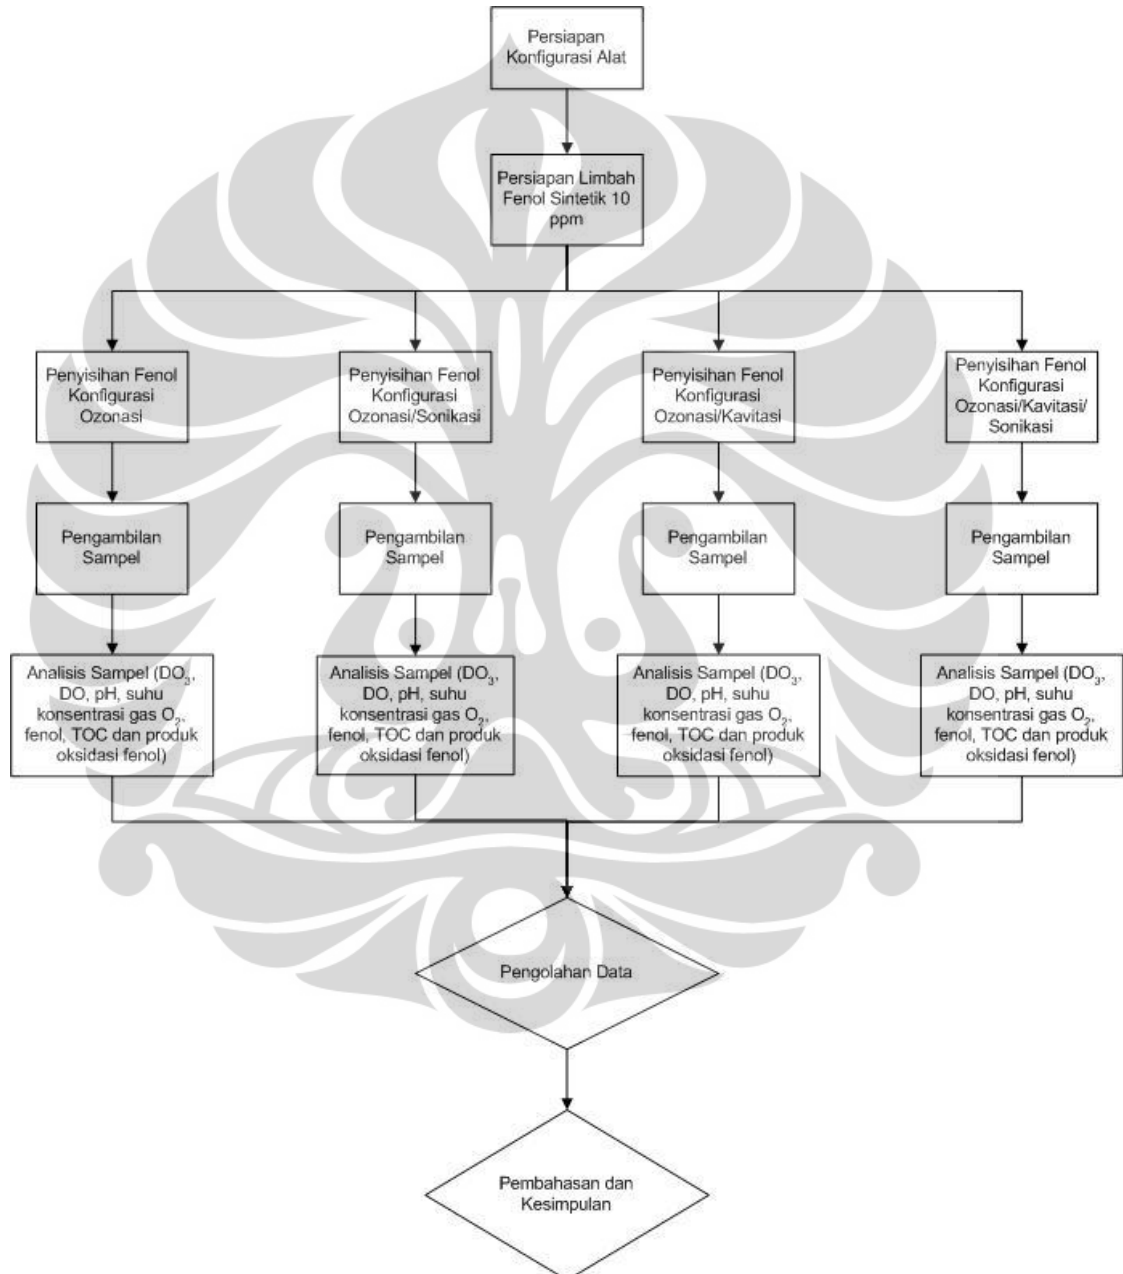 Persiapan
Konfigurasi Alat
Persiapan Limbah
Fenol Sintetik 10
ppm
Penyisihan Fenol
Konfigurasi
Ozonasi
Penyisihan Fenol
Konfigurasi
Ozonasi/Sonikasi
Penyisihan Fenol
Konfigurasi
Ozonasi/Kavitasi
Penyisihan Fenol
Konfigurasi
Ozonasi/Kavitasi/
Sonikasi
Pengambilan
Sampel
Pengambilan
Sampel
Pengambilan
Sampel
Pengambilan
Sampel
Analisis Sampel (DO₃,
DO, pH, suhu
konsentrasi gas O₂,
fenol, TOC dan produk
oksidasi fenol)
Analisis Sampel (DO₃,
DO, pH, suhu
konsentrasi gas O₂,
fenol, TOC dan produk
oksidasi fenol)
Analisis Sampel (DO₃,
DO, pH, suhu
konsentrasi gas O₂,
fenol, TOC dan produk
oksidasi fenol)
Analisis Sampel (DO₃,
DO, pH, suhu
konsentrasi gas O₂,
fenol, TOC dan produk
oksidasi fenol)
Pengolahan Data
Pembahasan dan
Kesimpulan